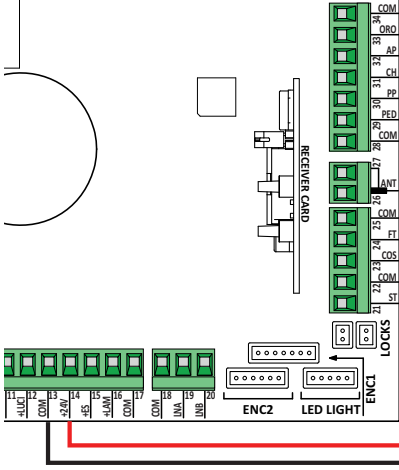 COM
34
ORO
33
AP
32
CH
31
PP
30
PED
29
COM
28
27
ANT
26
COM
25
FT
24
COS
23
COM
22
ST
21
RECEIVER CARD
LOCKS
ENC1
ENC2
LED LIGHT
11
+LUCI
12
COM
13
+24V
14
+ES
15
+LAM
16
COM
17
COM
18
LNA
19
LNB
20